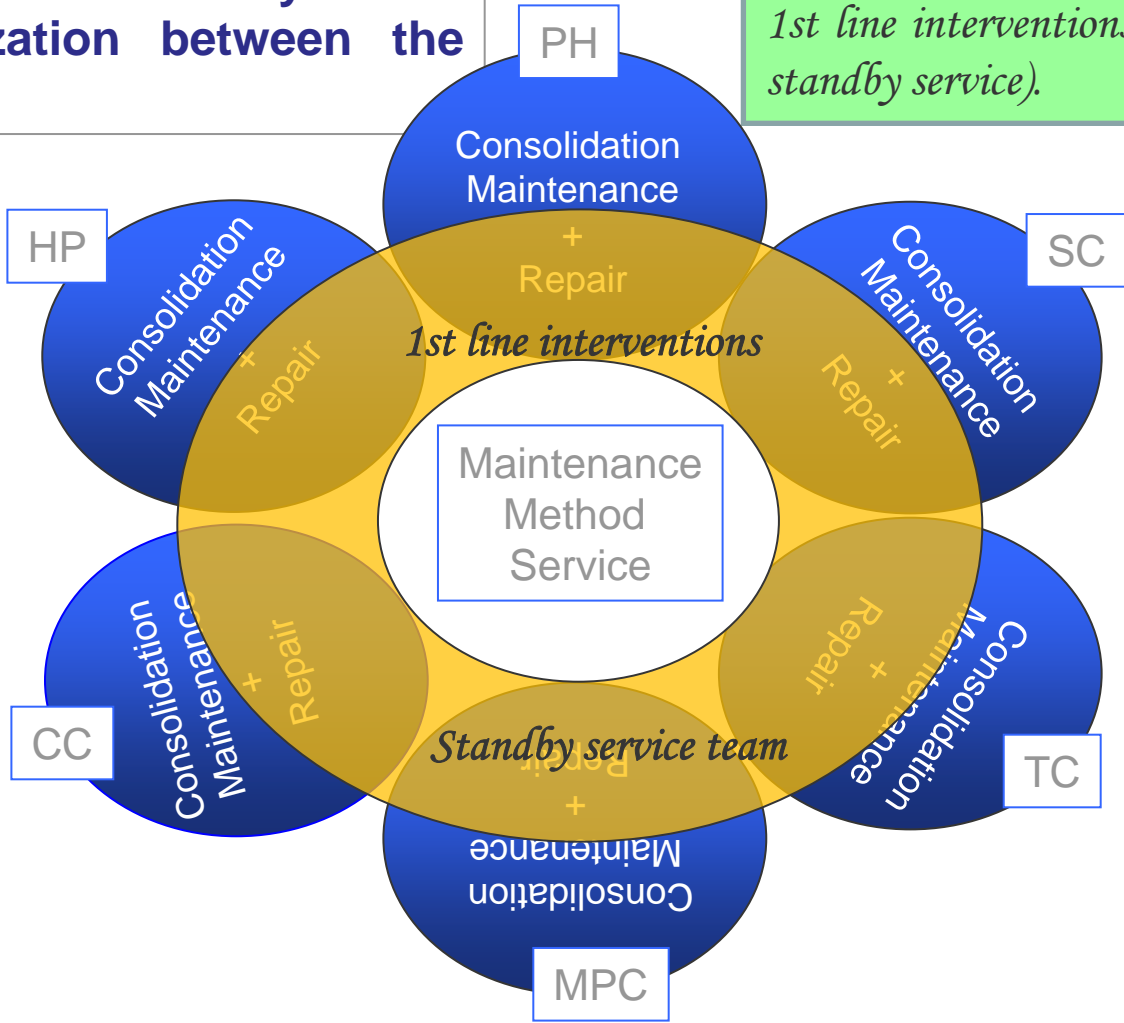 zation between the
1st line interventions
standby service).
PH
Consolidation
Maintenance
+
Repair
HP
Consolidation
Maintenance
+
Repair
SC
Consolidation
Maintenance
+
Repair
1st line interventions
Maintenance
Method
Service
CC
Consolidation
Maintenance
+
Repair
TC
Consolidation
Maintenance
+
Repair
Standby service team
Repair
+
Maintenance
Consolidation
MPC